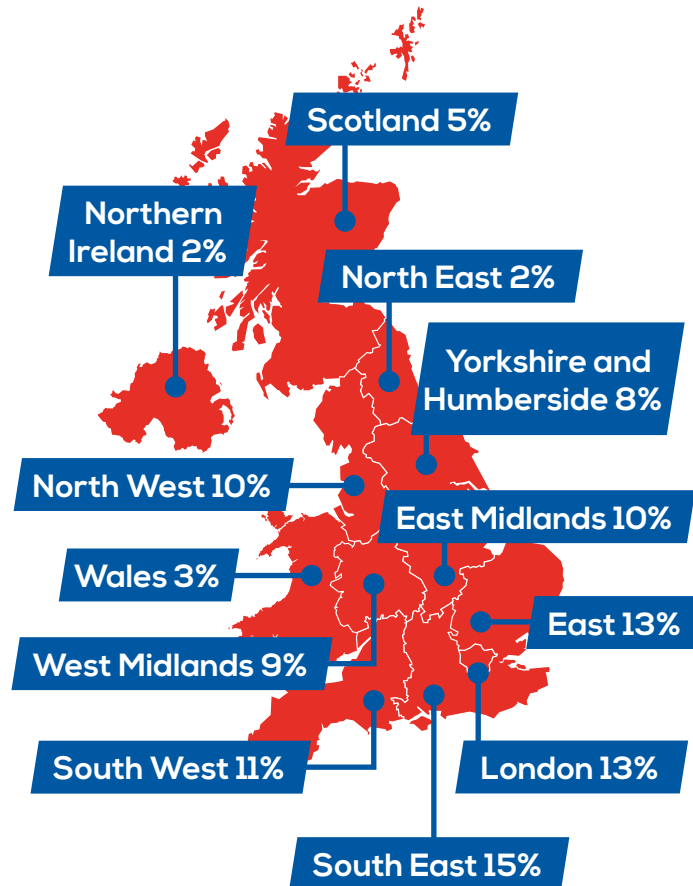 Scotland 5%
Northern
Ireland 2%
North East 2%
Yorkshire and
Humberside 8%
North West 10%
East Midlands 10%
Wales 3%
East 13%
West Midlands 9%
South West 11%
London 13%
South East 15%